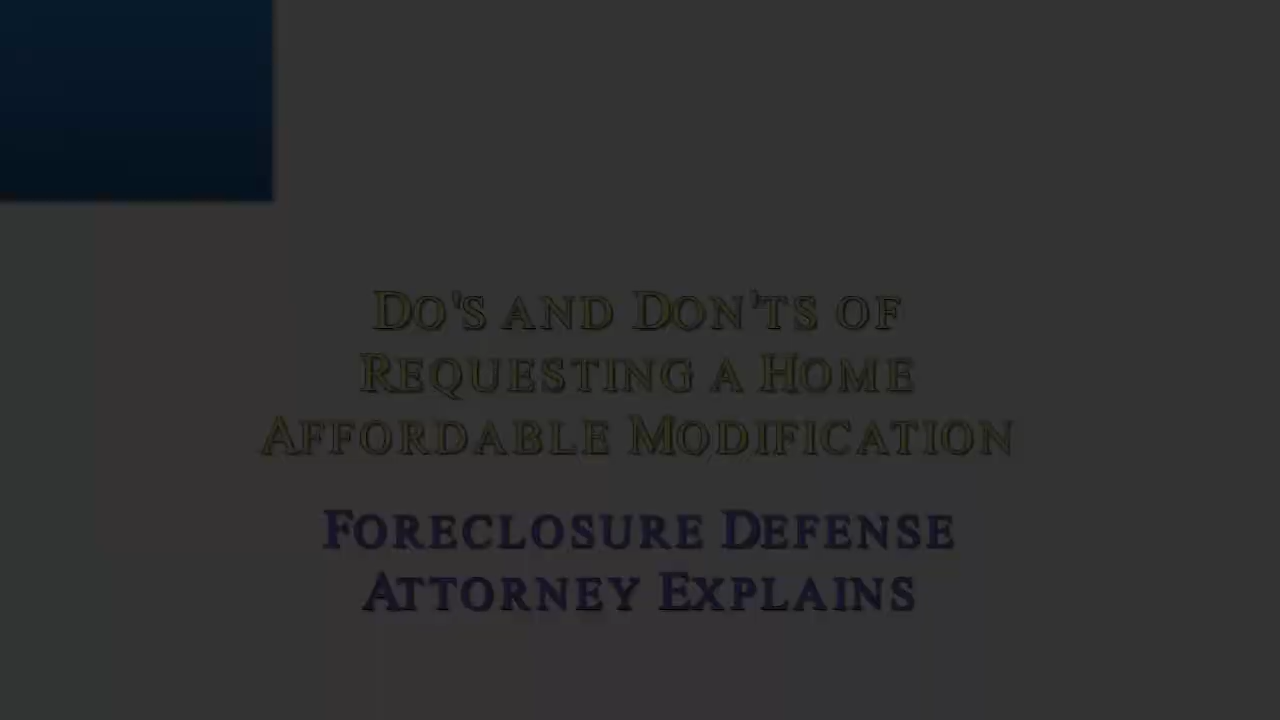 Do's and Don'ts of
Requesting a Home
Affordable Modification
Foreclosure Defense
Attorney Explains